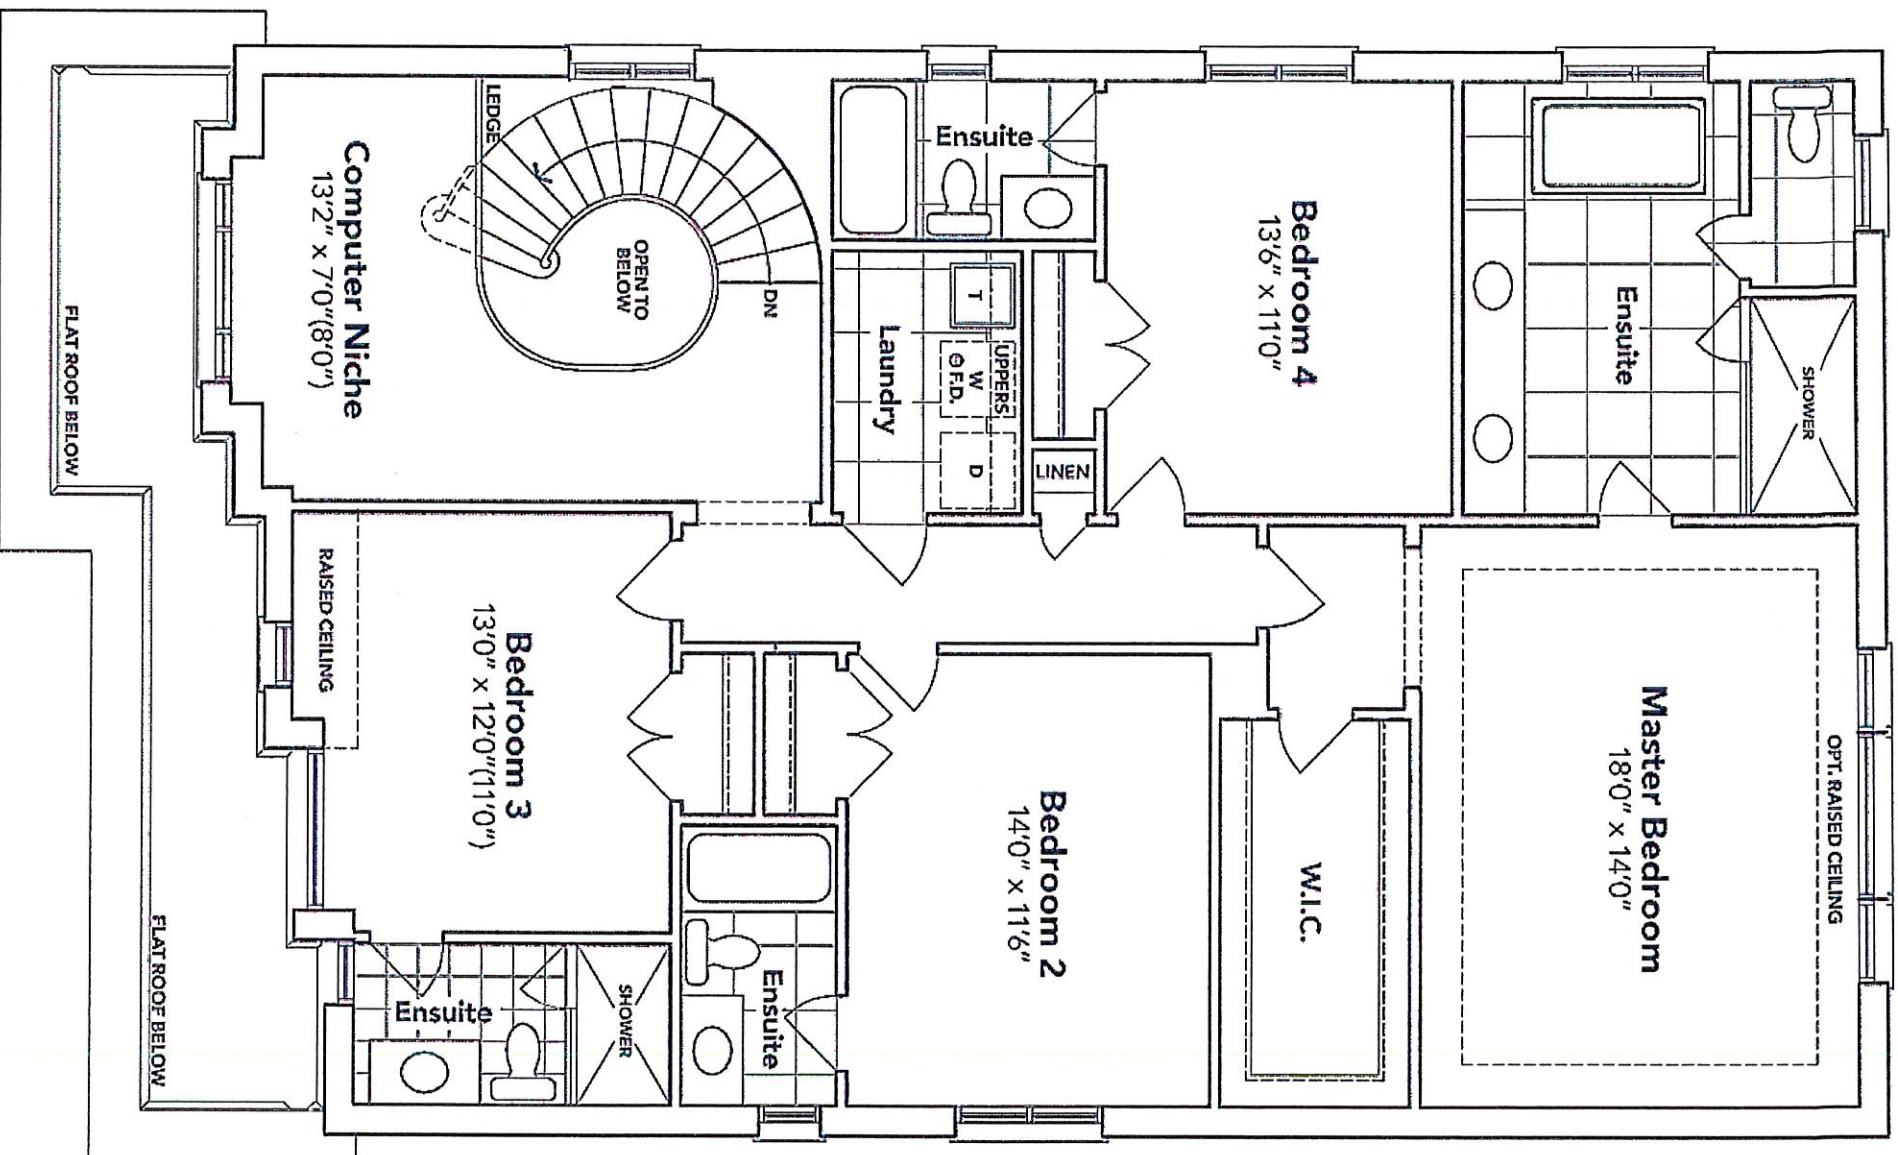 LEDGE
Computer Niche
13'2" x 7'0"(8'0")
OPEN TO
BELOW
DN
FLAT ROOF BELOW
Ensuite
T
UPPERS
W
F.D.
D
Laundry
LINEN
Bedroom 4
13'6" x 11'0"
Ensuite
SHOWER
RAISED CEILING
Bedroom 3
13'0" x 12'0"(11'0")
Bedroom 2
14'0" x 11'6"
W.I.C.
Master Bedroom
18'0" x 14'0"
OPT. RAISED CEILING
Ensuite
SHOWER
Ensuite
FLAT ROOF BELOW